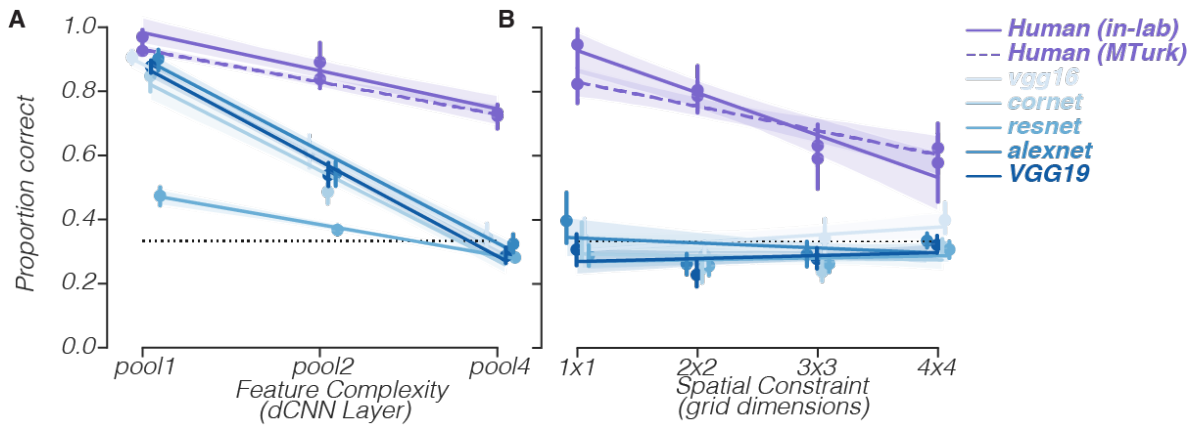 A
B
Proportion correct
1.0
0.8
0.6
0.4
0.2
0.0
pool1
pool2
pool4
Feature Complexity
(dCNN Layer)
1x1
2x2
3x3
4x4
Spatial Constraint
(grid dimensions)
Human (in-lab)
Human (MTurk)
vgg16
cornet
resnet
alexnet
VGG19